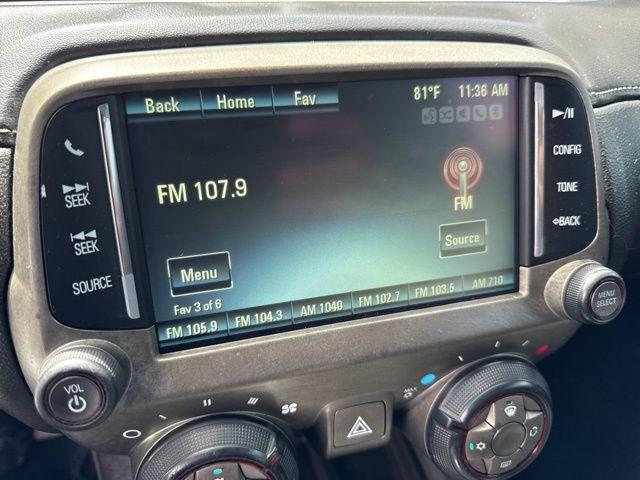 Back Home Fav 81°F 11:36 AM
FM 107.9
FM
Menu Source
Fav 3 of 6
FM 105.9 FM 104.3 AM 1040 FM 102.7 FM 103.5 AM 710
SEEK
SEEK
SOURCE
CONFIG
TONE
BACK
VOL
MENU
SELECT
MAX